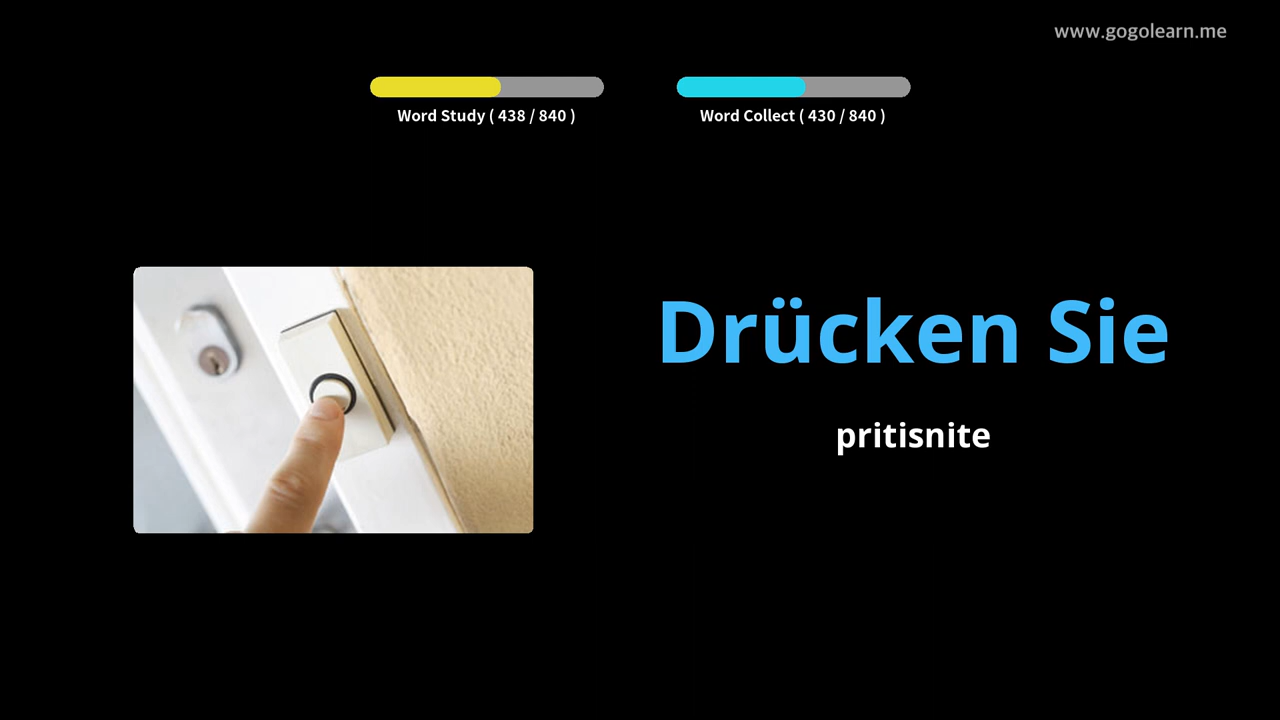 www.gogolearn.me
Word Study ( 438 / 840 )
Word Collect ( 430 / 840 )
Drücken Sie
pritisnite